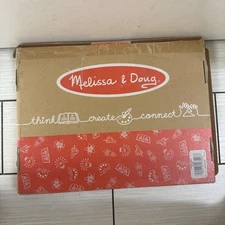 Melissa & Doug.
think create connect